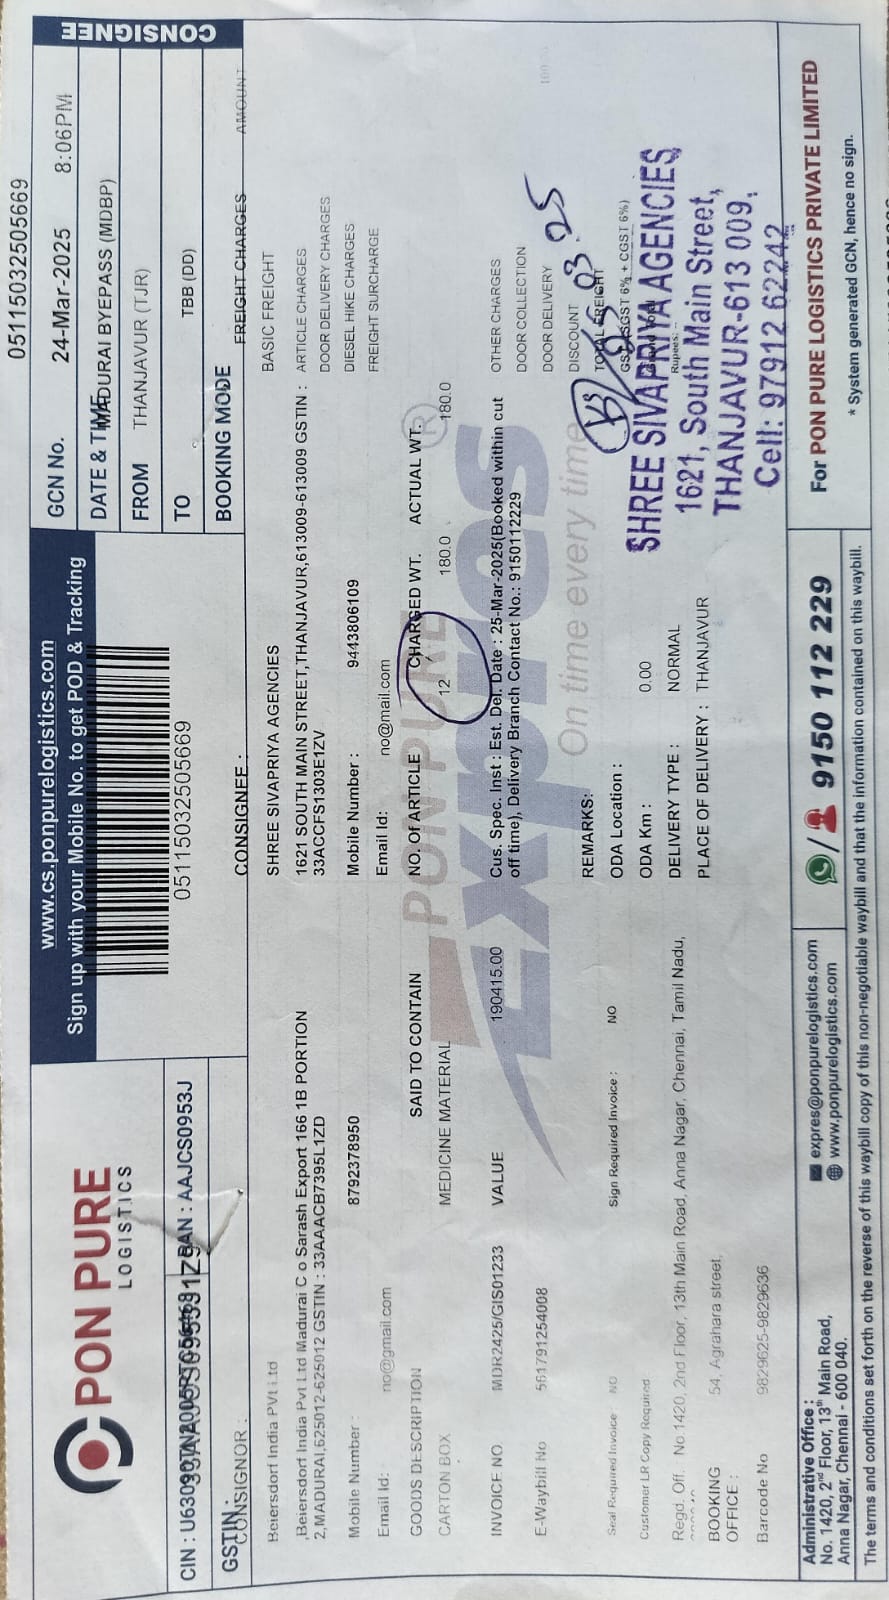 05115032505669
PON PURE
LOGISTICS
www.cs.ponpurelogistics.com
Sign up with your Mobile No. to get POD & Tracking
CONSIGNEE
GCN No. 24-Mar-2025 8:06PM
DATE & TIME MADURAI BYEPASS (MDBP)
FROM THANJAVUR (TJR)
TO TBB (DD)
BOOKING MODE
05115032505669
CIN :
PAN : AAJCS0953J
GSTIN :
CONSIGNOR :
CONSIGNEE :
FREIGHT CHARGES AMOUNT
Beiersdorf India PVt Ltd
,Beiersdorf India Pvt Ltd Madurai C o Sarash Export 166 1B PORTION
2,MADURAI,625012-625012 GSTIN : 33AAACB7395L1ZD
Mobile Number : 8792378950
Email Id: no@gmail.com
SHREE SIVAPRIYA AGENCIES
1621 SOUTH MAIN STREET,THANJAVUR,613009-613009 GSTIN :
33ACCFS1303E1ZV
Mobile Number : 9443806109
Email Id: no@mail.com
BASIC FREIGHT
ARTICLE CHARGES
DOOR DELIVERY CHARGES
DIESEL HIKE CHARGES
FREIGHT SURCHARGE
GOODS DESCRIPTION SAID TO CONTAIN NO. Of ARTICLE CHARGED WT. ACTUAL WT.
CARTON BOX MEDICINE MATERIAL 12 180.0 180.0
INVOICE NO MDR2425/GIS01233 VALUE 190415.00
Cus. Spec. Inst : Est. Del. Date : 25-Mar-2025(Booked within cut
off time), Delivery Branch Contact No.: 9150112229
E-Waybill No 561791254008
OTHER CHARGES
DOOR COLLECTION
DOOR DELIVERY
DISCOUNT
TOTAL FREIGHT
GST(SGST 6% + CGST 6%)
Rupees: --
PON PURE
Expres
On time every time
®
03 25
Seal Required Invoice : NO
Sign Required Invoice : NO
Customer LR Copy Required
Regd. Off. No 1420, 2nd Floor, 13th Main Road, Anna Nagar, Chennai, Tamil Nadu,
BOOKING
OFFICE :
54, Agrahara street,
Barcode No 9829625-9829636
REMARKS:
ODA Location :
ODA Km : 0.00
DELIVERY TYPE : NORMAL
PLACE OF DELIVERY : THANJAVUR
SHREE SIVAPRIYA AGENCIES,
1621, South Main Street,
THANJAVUR-613 009.
Cell: 97912 62242
Administrative Office :
No. 1420, 2nd Floor, 13th Main Road,
Anna Nagar, Chennai - 600 040.
expres@ponpurelogistics.com
www.ponpurelogistics.com
/ 9150 112 229
For PON PURE LOGISTICS PRIVATE LIMITED
* System generated GCN, hence no sign.
The terms and conditions set forth on the reverse of this waybill copy of this non-negotiable waybill and that the information contained on this waybill.